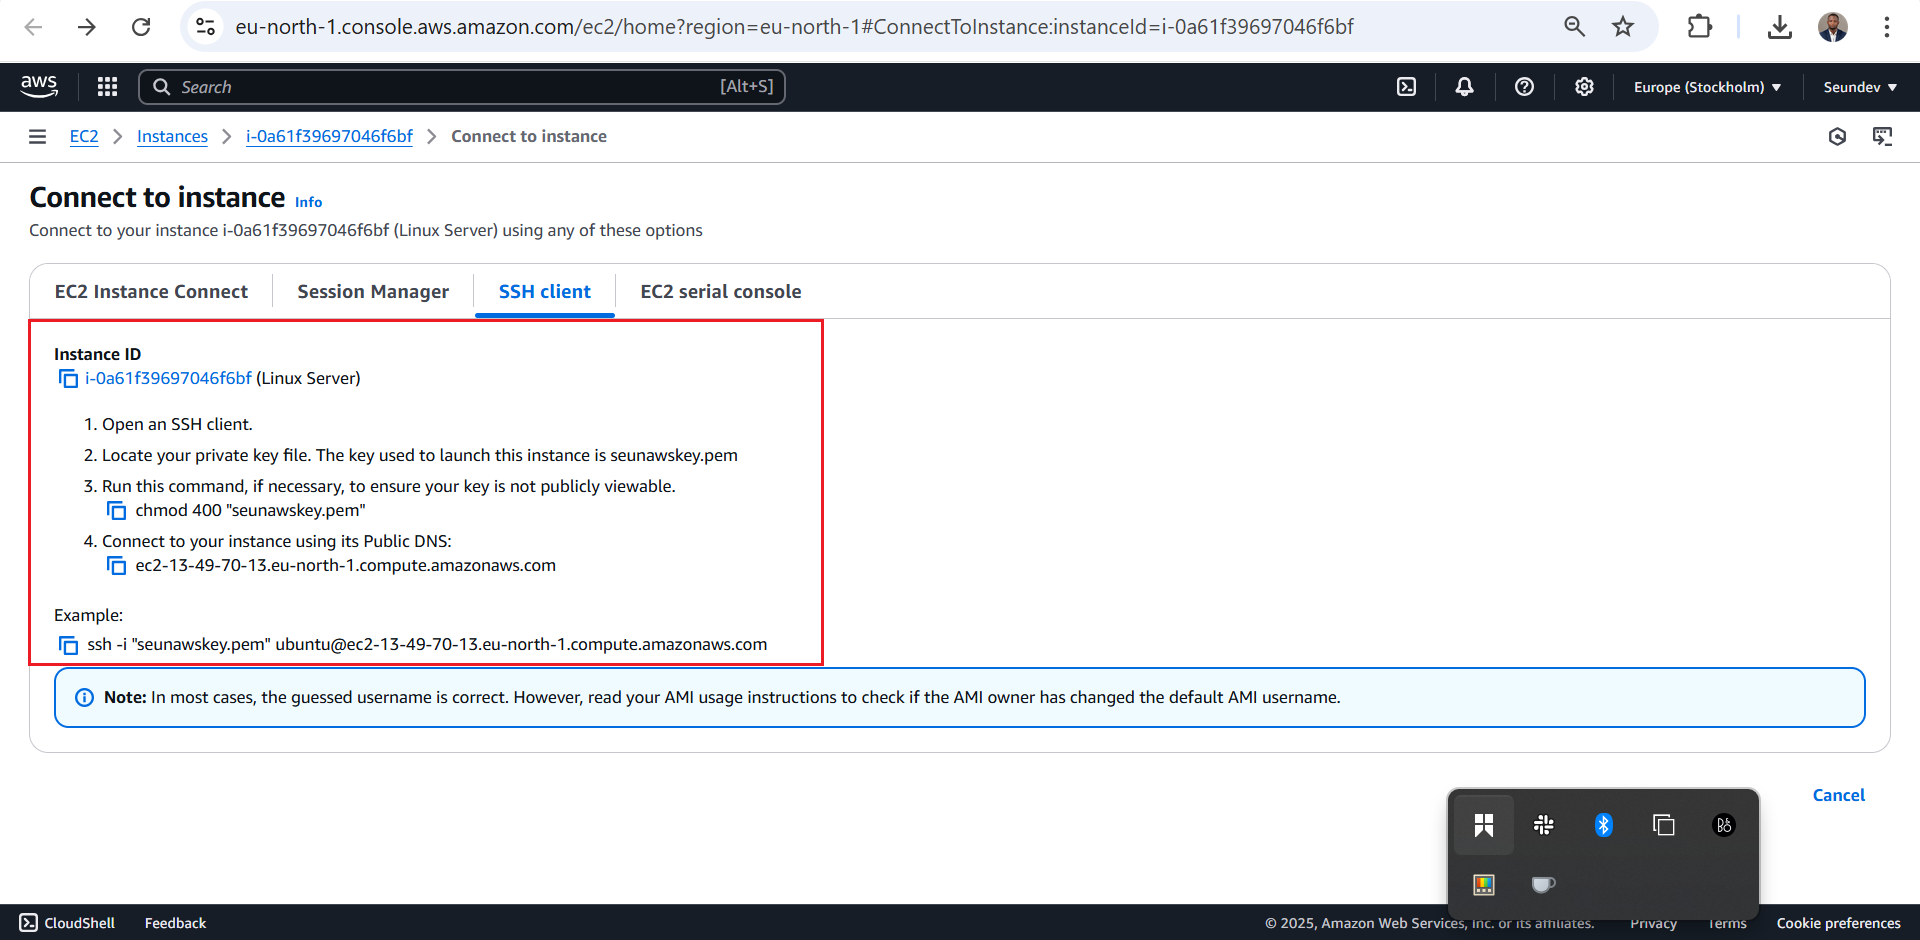 eu-north-1.console.aws.amazon.com/ec2/home?region=eu-north-1#ConnectToInstance:instanceId=i-0a61f39697046f6bf
aws Search [Alt+S] Europe (Stockholm) Seundev
EC2 Instances i-0a61f39697046f6bf Connect to instance
Connect to instance Info
Connect to your instance i-0a61f39697046f6bf (Linux Server) using any of these options
EC2 Instance Connect Session Manager SSH client EC2 serial console
Instance ID
i-0a61f39697046f6bf (Linux Server)
1. Open an SSH client.
2. Locate your private key file. The key used to launch this instance is seunawskey.pem
3. Run this command, if necessary, to ensure your key is not publicly viewable.
chmod 400 "seunawskey.pem"
4. Connect to your instance using its Public DNS:
ec2-13-49-70-13.eu-north-1.compute.amazonaws.com
Example:
ssh -i "seunawskey.pem" ubuntu@ec2-13-49-70-13.eu-north-1.compute.amazonaws.com
Note: In most cases, the guessed username is correct. However, read your AMI usage instructions to check if the AMI owner has changed the default AMI username.
Cancel
CloudShell Feedback © 2025, Amazon Web Services, Inc. or its affiliates. Privacy Terms Cookie preferences